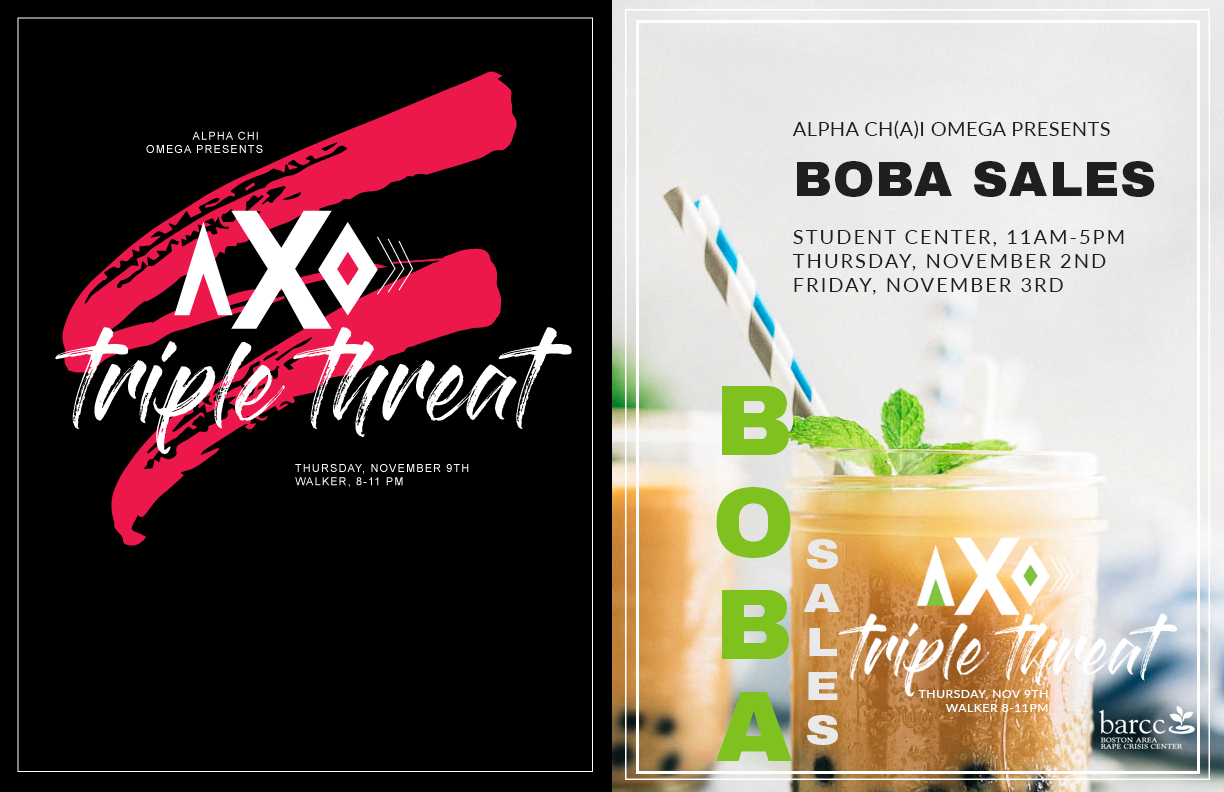 ALPHA CHI
OMEGA PRESENTS
ΛXO
triple threat
THURSDAY, NOVEMBER 9TH
WALKER, 8-11 PM
ALPHA CH(A)I OMEGA PRESENTS
BOBA SALES
STUDENT CENTER, 11AM-5PM
THURSDAY, NOVEMBER 2ND
FRIDAY, NOVEMBER 3RD
BOBA
SALES
ΛXO
triple threat
THURSDAY, NOV 9TH
WALKER 8-11PM
barcc
BOSTON AREA
RAPE CRISIS CENTER